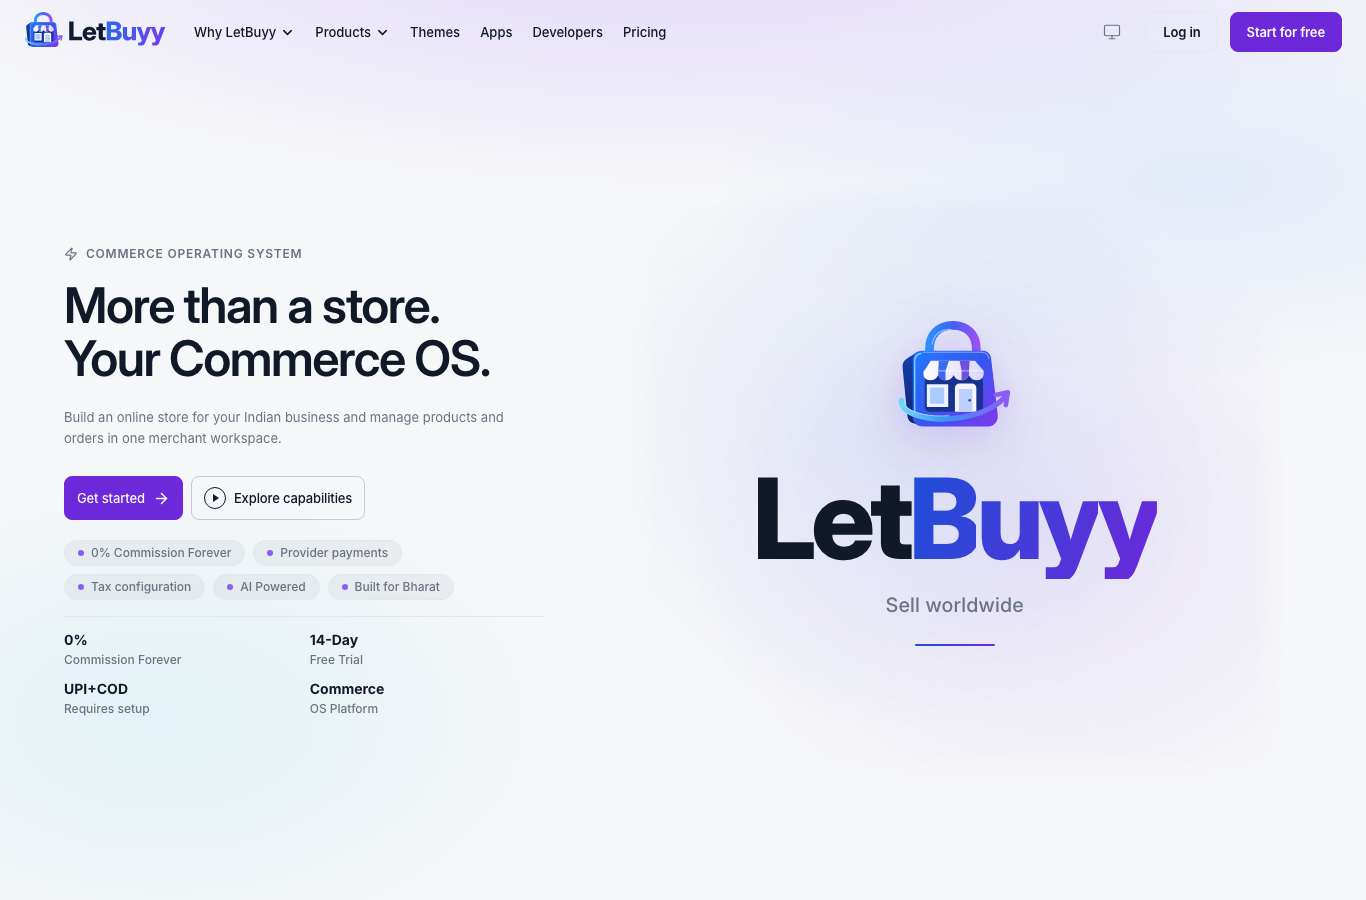 LetBuyy
Why LetBuyy
Products
Themes
Apps
Developers
Pricing
Log in
Start for free
COMMERCE OPERATING SYSTEM
More than a store.
Your Commerce OS.
Build an online store for your Indian business and manage products and
orders in one merchant workspace.
Get started
Explore capabilities
0% Commission Forever
Provider payments
Tax configuration
AI Powered
Built for Bharat
0%
Commission Forever
14-Day
Free Trial
UPI+COD
Requires setup
Commerce
OS Platform
LetBuyy
Sell worldwide